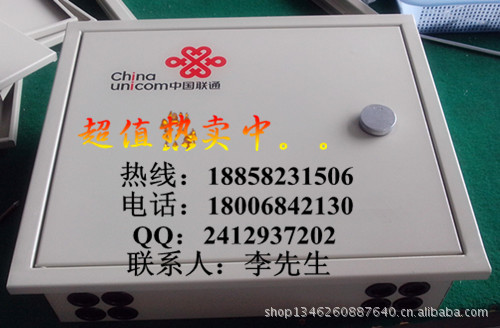 China
unicom中国联通
超值热卖中。。
热线：18858231506
电话：18006842130
QQ：2412937202
联系人：李先生
shop1346260887640.cn.alibaba.com